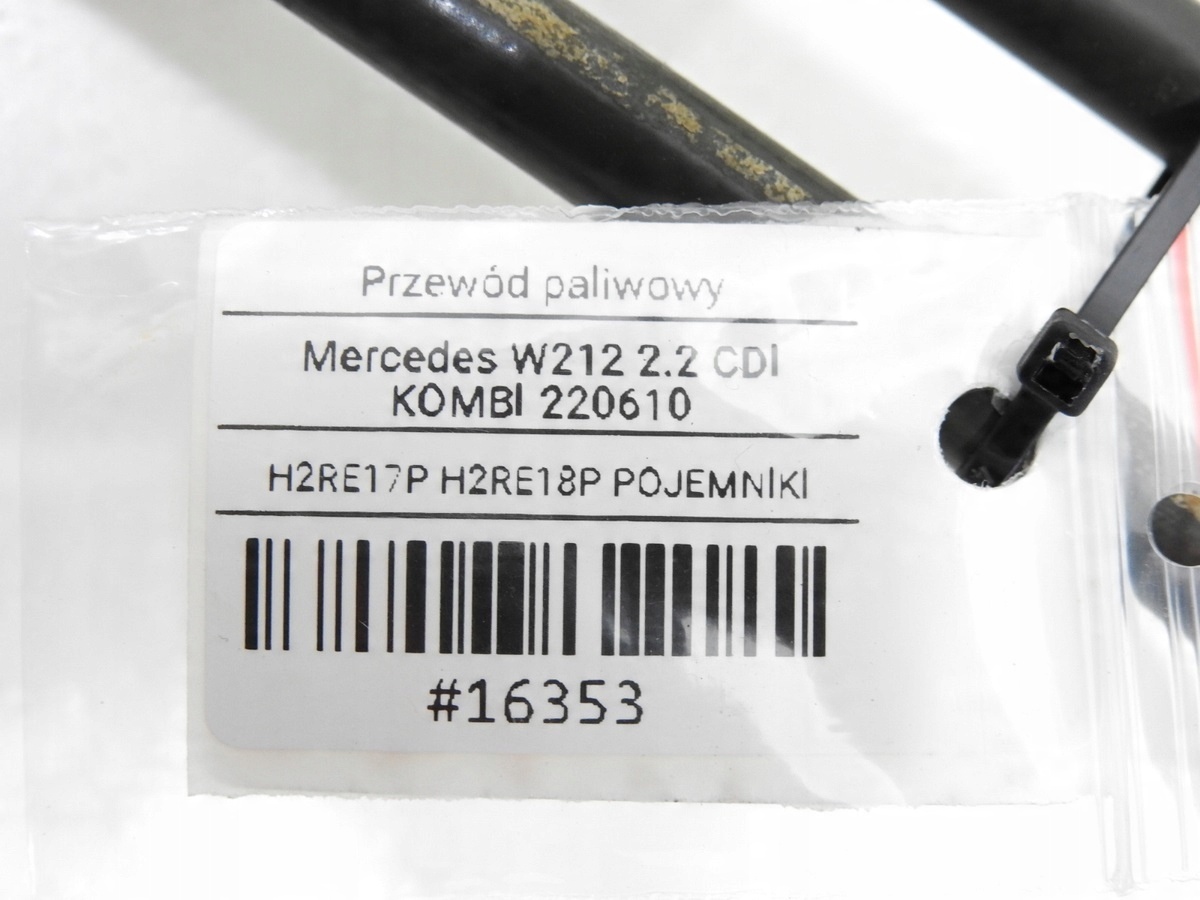 Przewód paliwowy
Mercedes W212 2.2 CDI
KOMBI 220610
H2RE17P H2RE18P POJEMNIKI
#16353